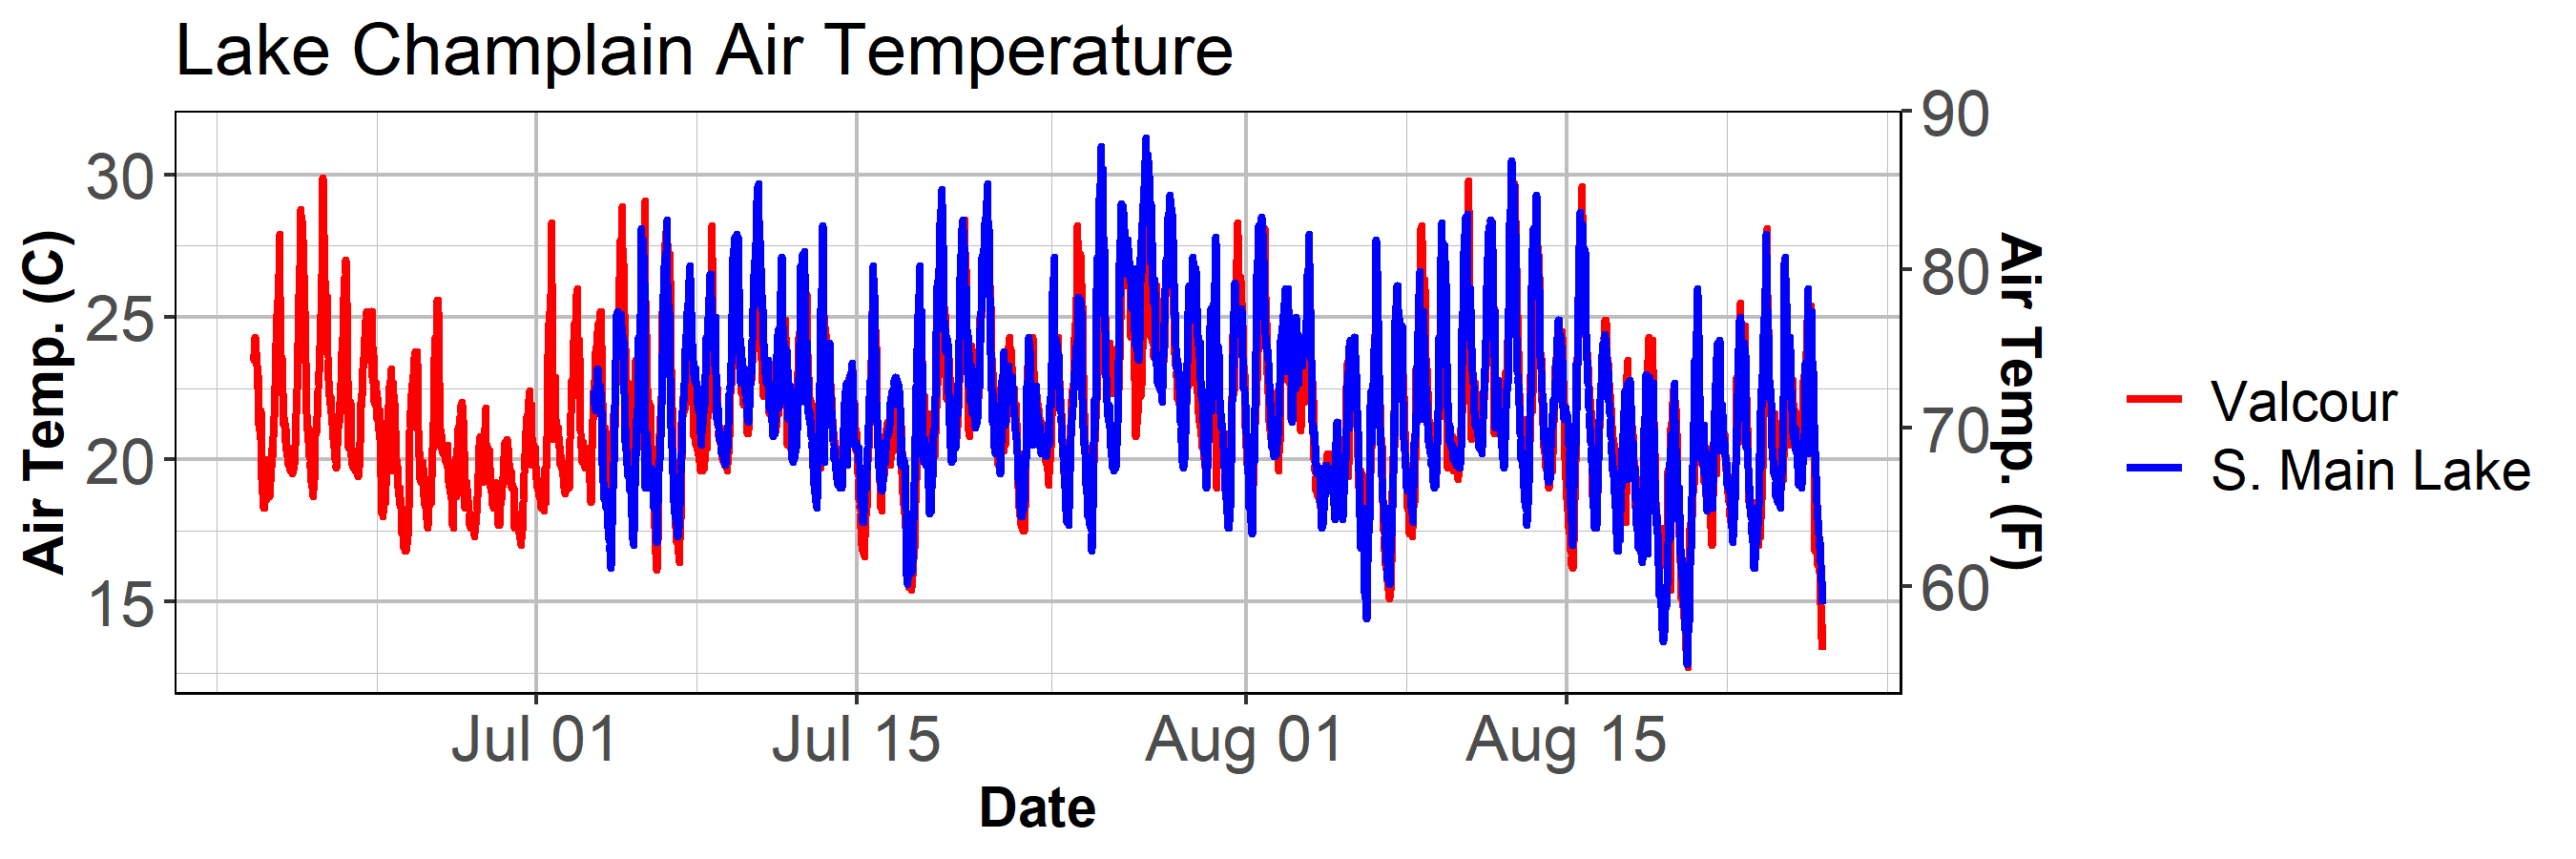 Lake Champlain Air Temperature
Air Temp. (C)
30
25
20
15
90
80
70
60
Air Temp. (F)
Jul 01
Jul 15
Aug 01
Aug 15
Date
Valcour
S. Main Lake